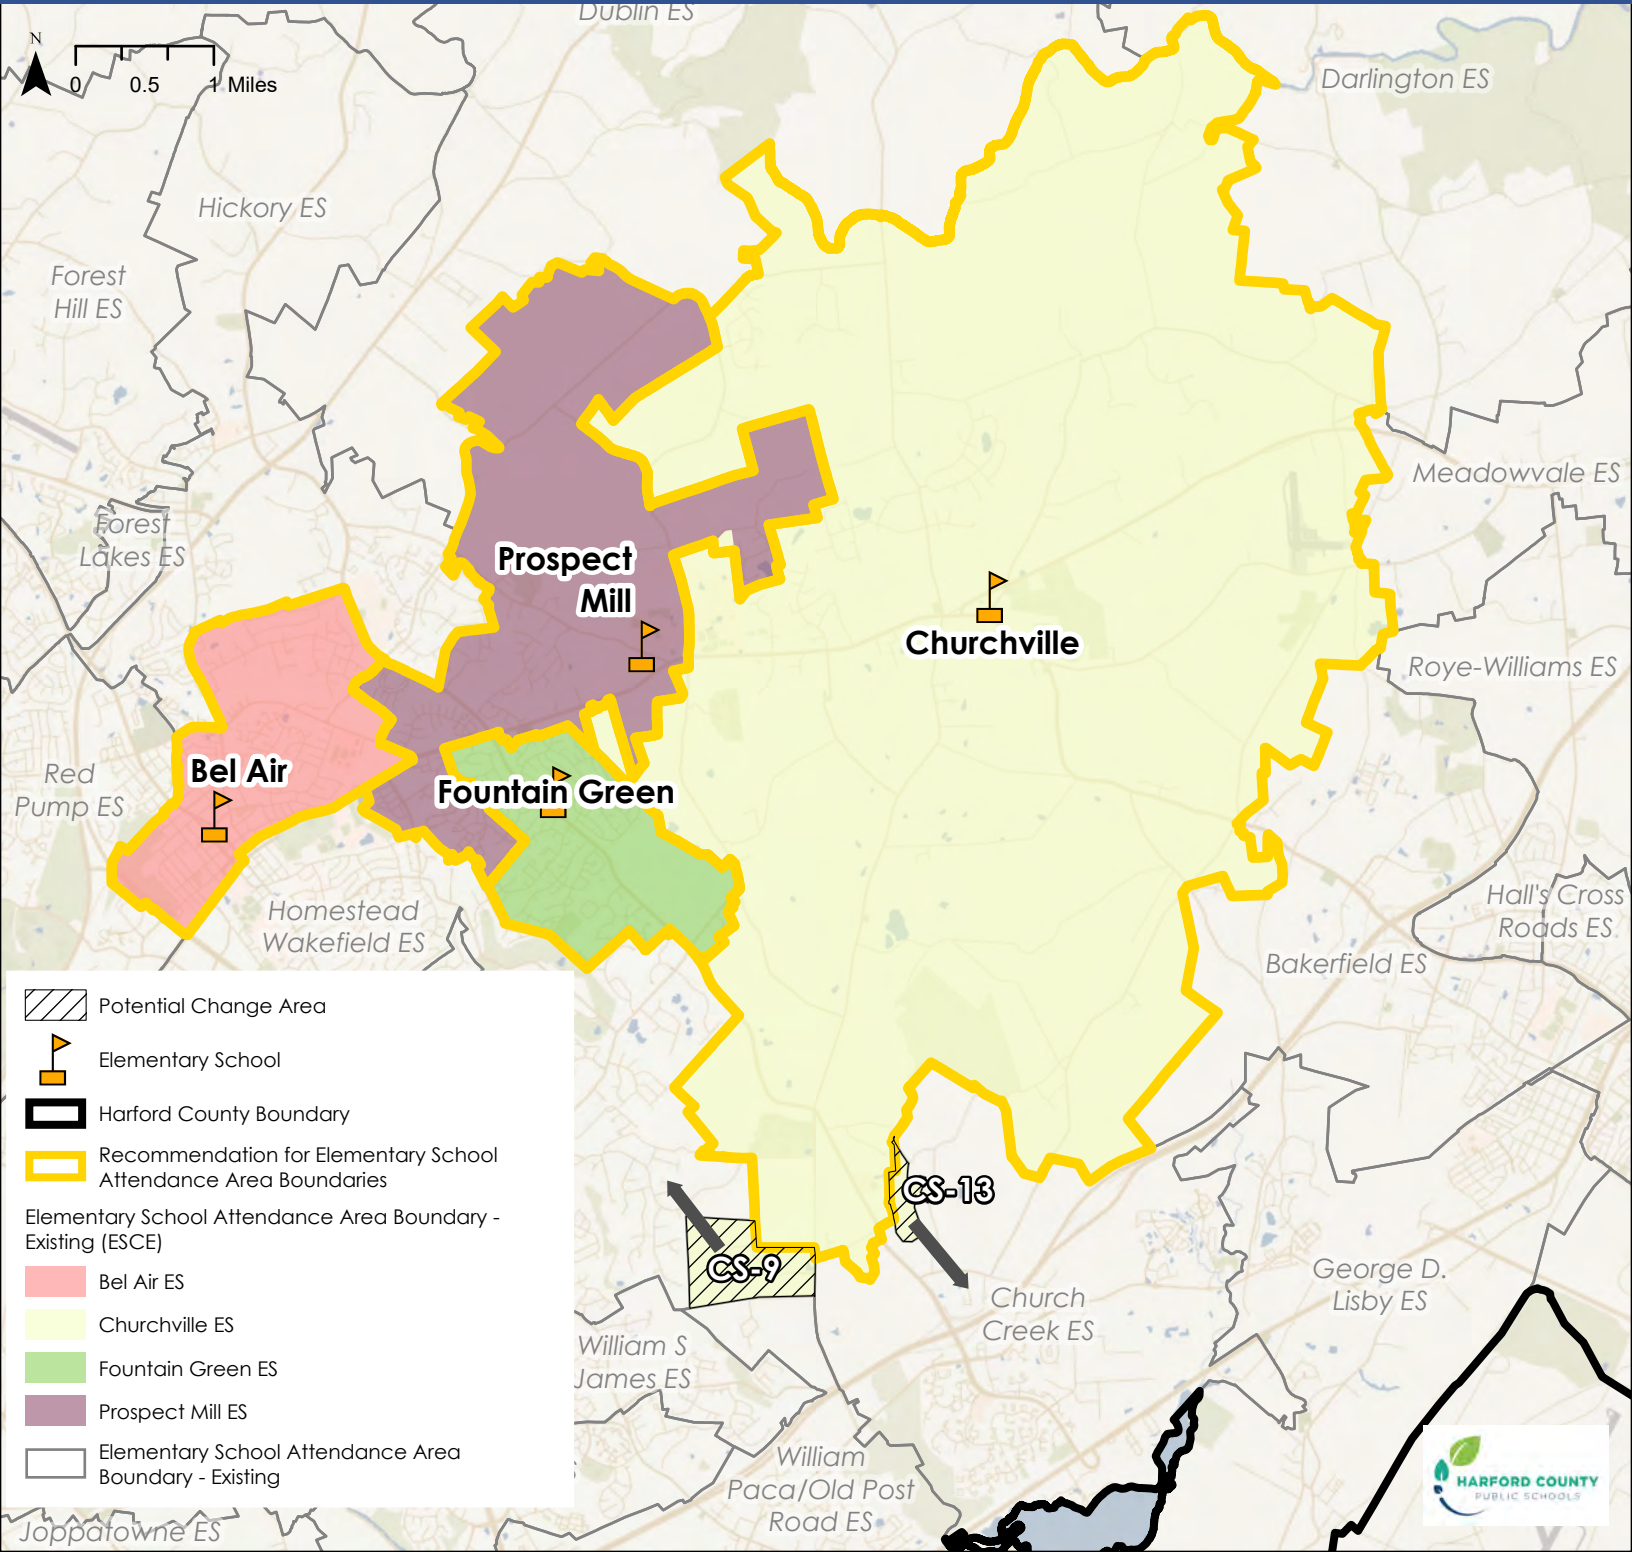 Dublin ES
N
0 0.5 1 Miles
Darlington ES
Hickory ES
Forest
Hill ES
Meadowvale ES
Forest
Lakes ES
Prospect
Mill
Churchville
Roye-Williams ES
Bel Air
Red
Pump ES
Fountain Green
Homestead
Wakefield ES
Hall's Cross
Roads ES
Bakerfield ES
Potential Change Area
Elementary School
Harford County Boundary
Recommendation for Elementary School
Attendance Area Boundaries
Elementary School Attendance Area Boundary -
Existing (ESCE)
Bel Air ES
Churchville ES
Fountain Green ES
Prospect Mill ES
Elementary School Attendance Area
Boundary - Existing
CS-13
CS-9
Church
Creek ES
George D.
Lisby ES
William S
James ES
William
Paca/Old Post
Road ES
Joppatowne ES
HARFORD COUNTY
PUBLIC SCHOOLS